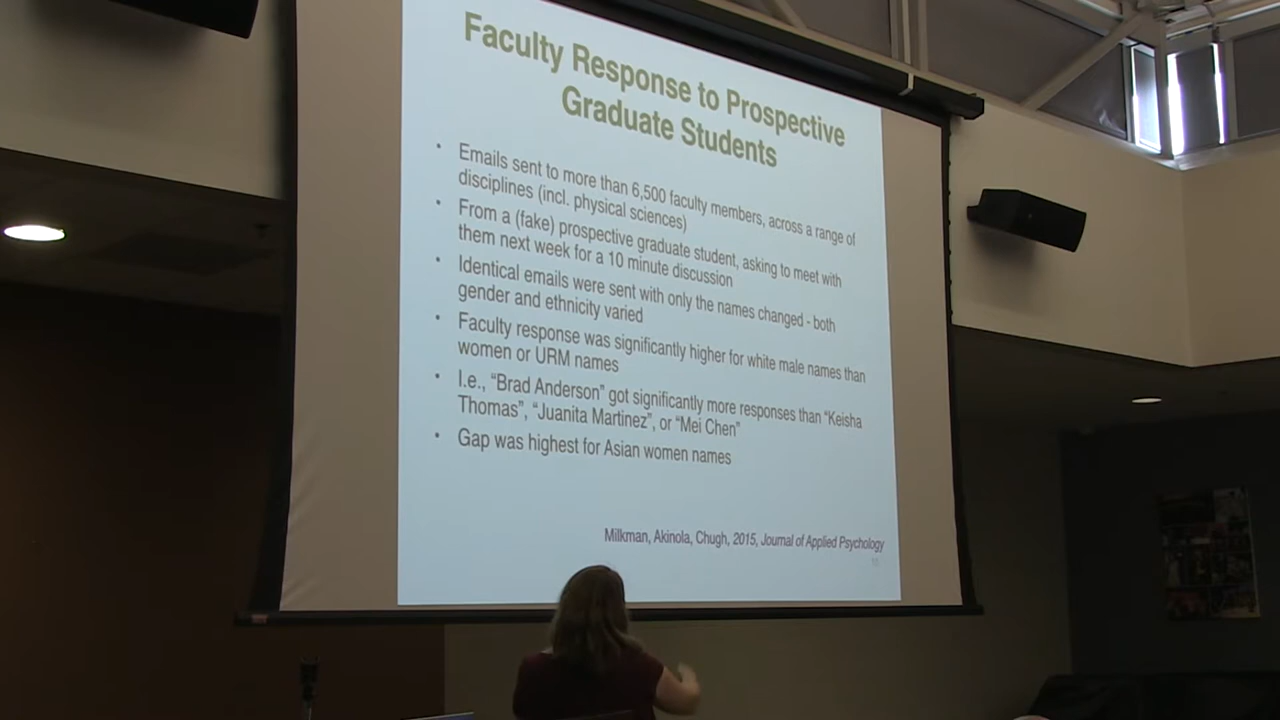 Faculty Response to Prospective
Graduate Students
• Emails sent to more than 6,500 faculty members, across a range of
disciplines (incl. physical sciences)
• From a (fake) prospective graduate student, asking to meet with
them next week for a 10 minute discussion
• Identical emails were sent with only the names changed - both
gender and ethnicity varied
• Faculty response was significantly higher for white male names than
women or URM names
• I.e., “Brad Anderson” got significantly more responses than “Keisha
Thomas”, “Juanita Martinez”, or “Mei Chen”
• Gap was highest for Asian women names
Milkman, Akinola, Chugh, 2015, Journal of Applied Psychology